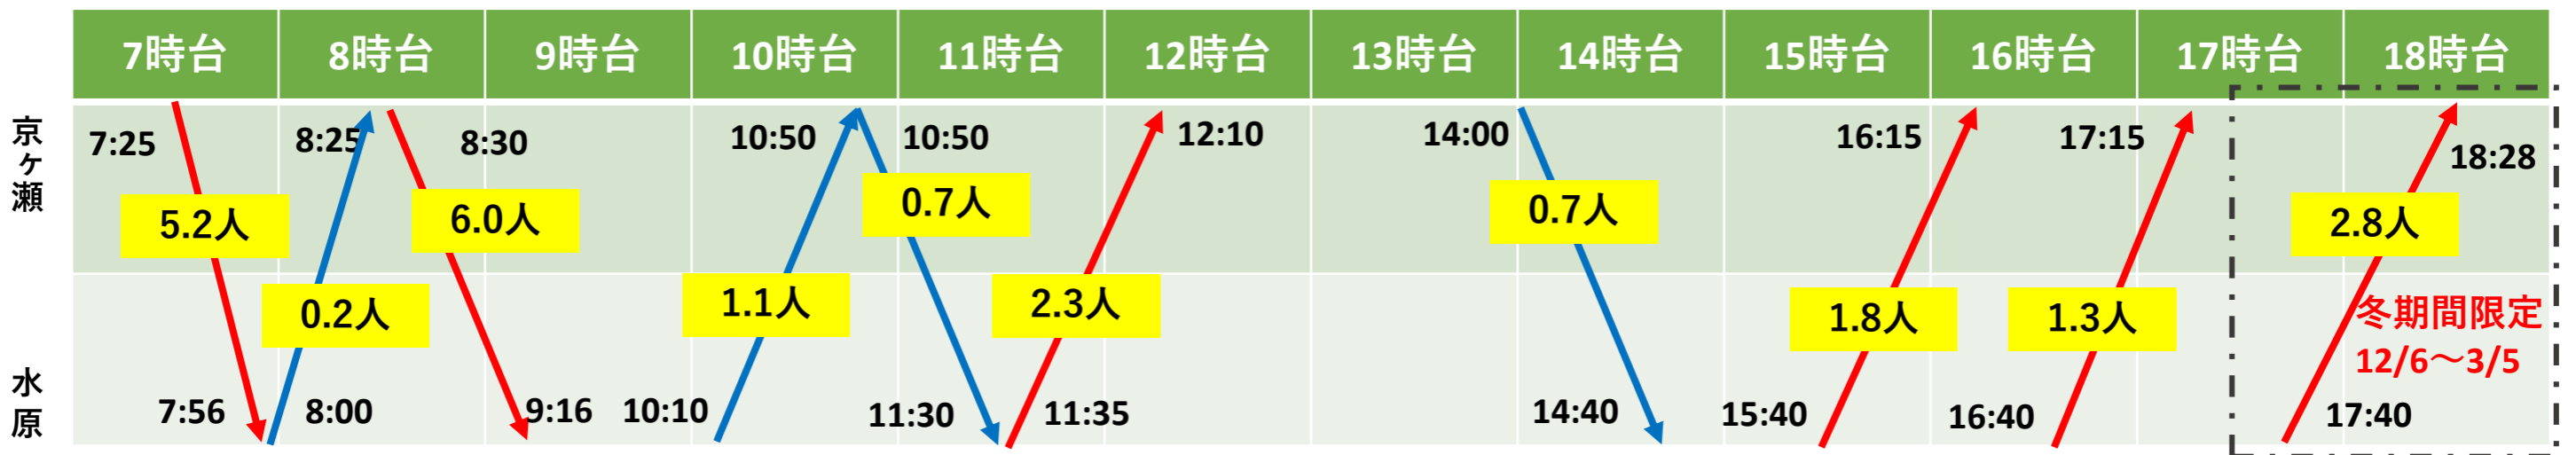 7時台 8時台 9時台 10時台 11時台 12時台 13時台 14時台 15時台 16時台 17時台 18時台
京ヶ瀬
7:25 8:25 8:30 10:50 10:50 12:10 14:00 16:15 17:15 18:28
5.2人 6.0人 0.7人 0.7人 2.8人
0.2人 1.1人 2.3人 1.8人 1.3人
冬期間限定
12/6～3/5
水原
7:56 8:00 9:16 10:10 11:30 11:35 14:40 15:40 16:40 17:40